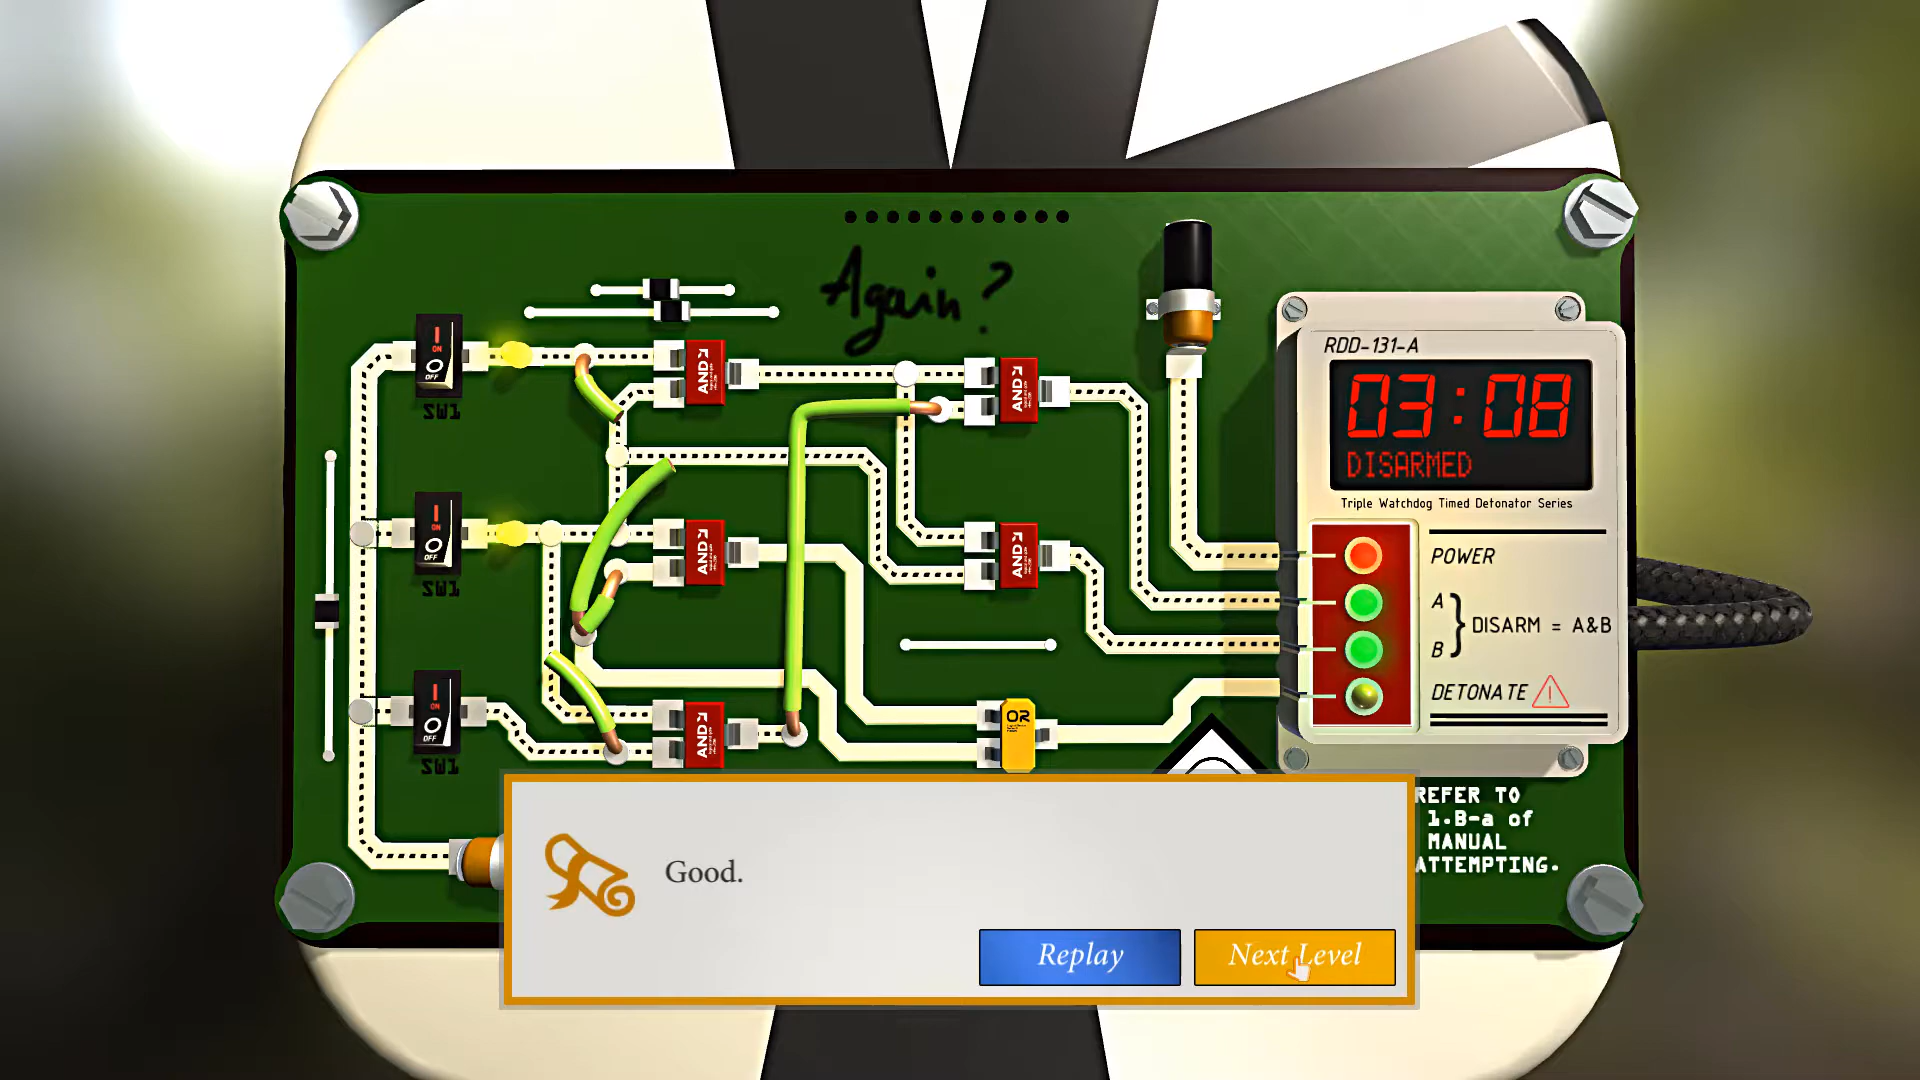 Again?
RDD-131-A
03:08
DISARMED
Triple Watchdog Timed Detonator Series
POWER
A
B
DISARM = A&B
DETONATE
ON
OFF
SW1
ON
OFF
SW1
ON
OFF
SW1
AND
AND
AND
AND
AND
OR
REFER TO
1.B-a of
MANUAL
ATTEMPTING.
Good.
Replay
Next Level